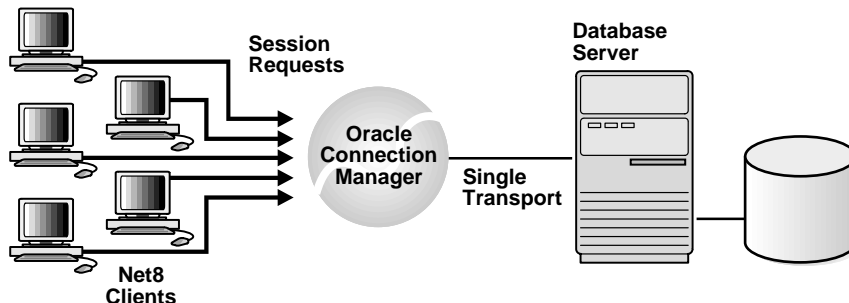 Session
Requests
Database
Server
Oracle
Connection
Manager
Single
Transport
Net8
Clients